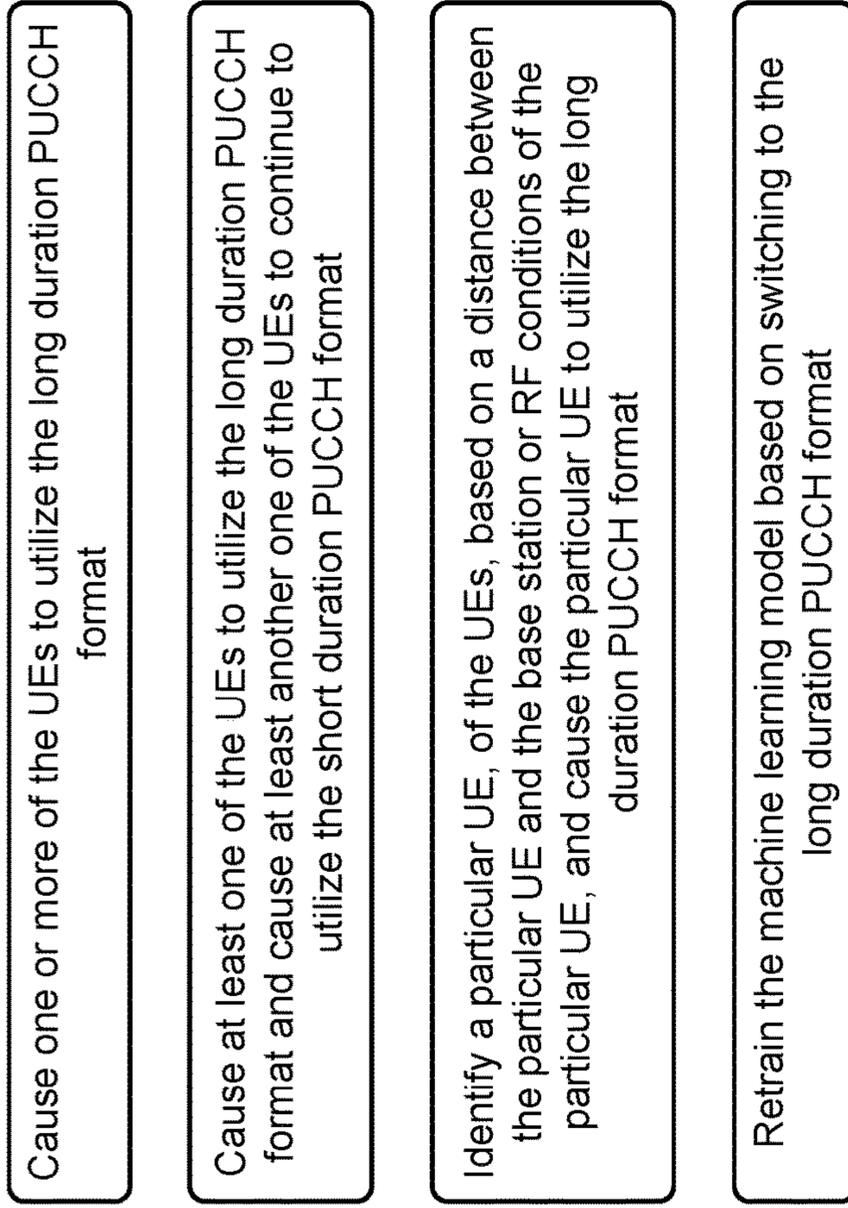 Cause one or more of the UEs to utilize the long duration PUCCH
format
Cause at least one of the UEs to utilize the long duration PUCCH
format and cause at least another one of the UEs to continue to
utilize the short duration PUCCH format
Identify a particular UE, of the UEs, based on a distance between
the particular UE and the base station or RF conditions of the
particular UE, and cause the particular UE to utilize the long
duration PUCCH format
Retrain the machine learning model based on switching to the
long duration PUCCH format